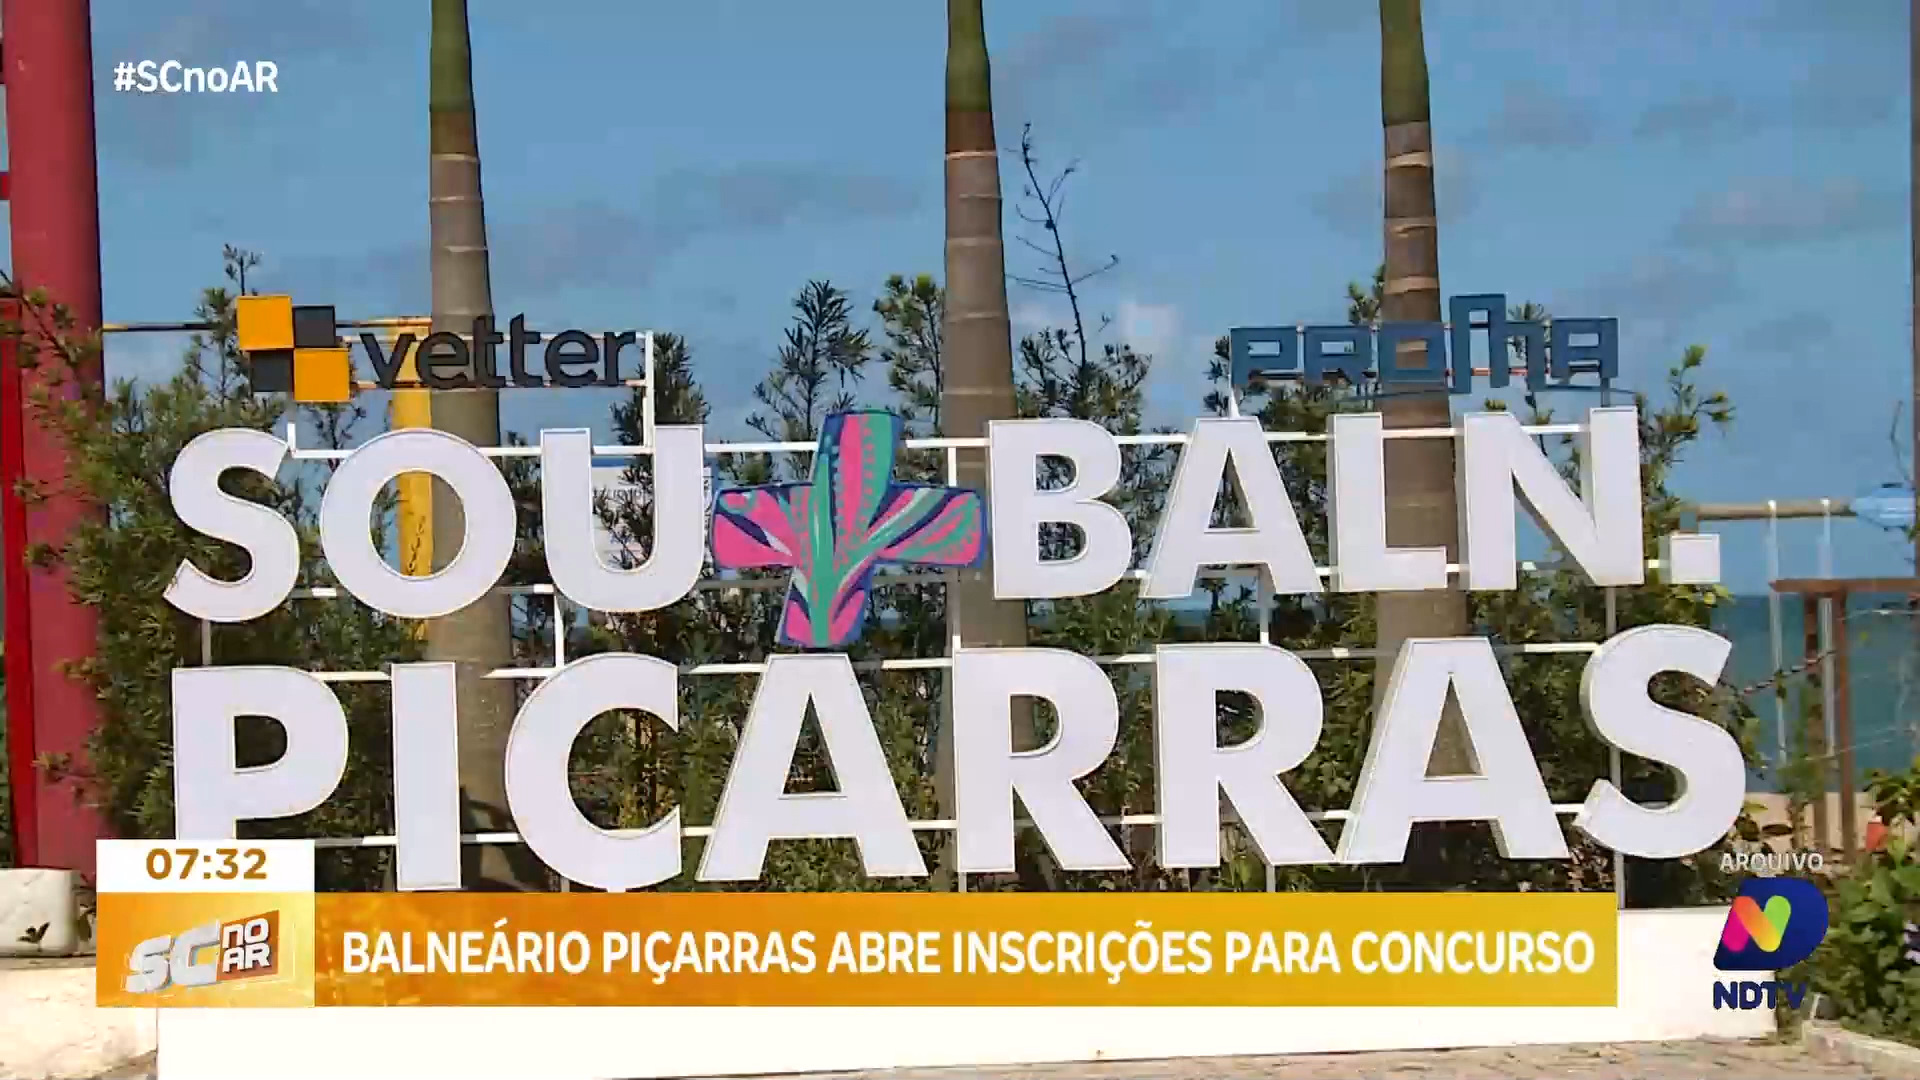 #SCnoAR
vetter
PROMA
SOU + BALN.
PIÇARRAS
ARQUIVO
07:32
SC NO AR
BALNEÁRIO PIÇARRAS ABRE INSCRIÇÕES PARA CONCURSO
NDTV